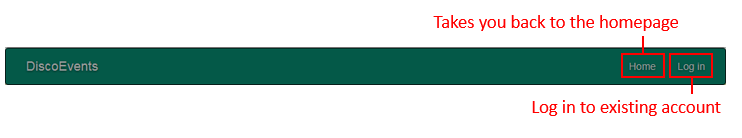 Takes you back to the homepage
DiscoEvents
Home
Log in
Log in to existing account